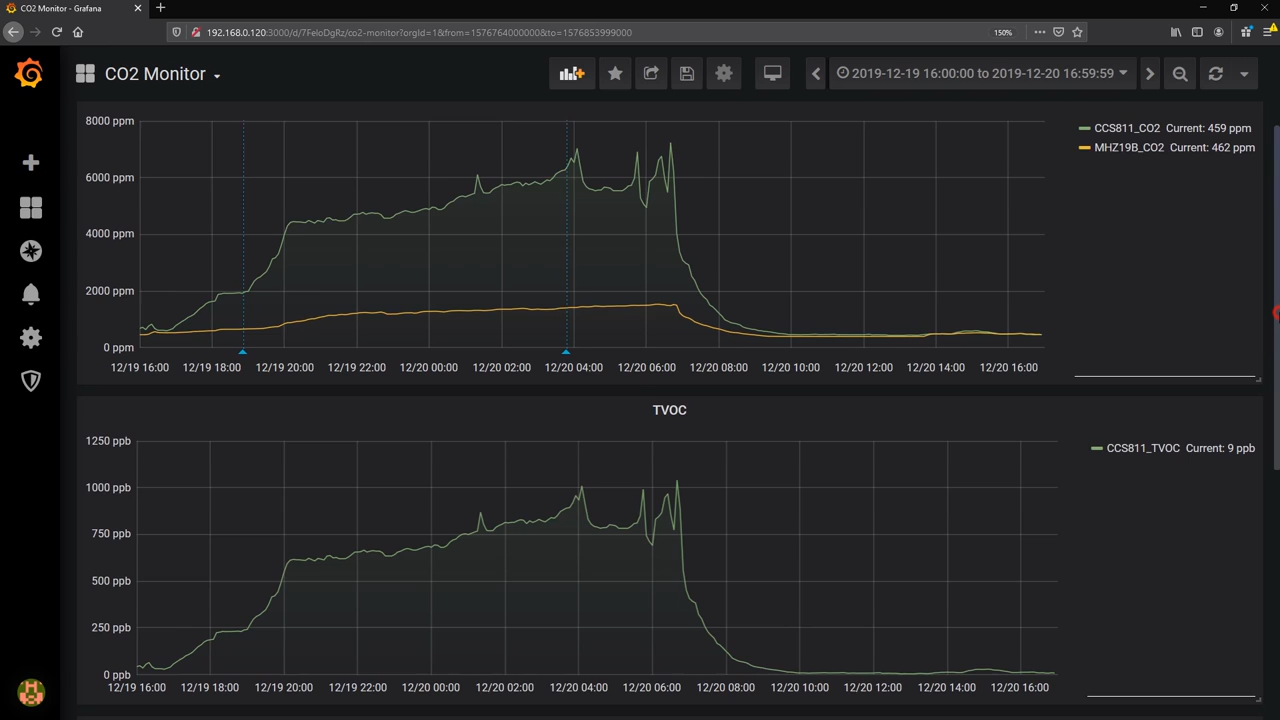 CO2 Monitor - Grafana
192.168.0.120:3000/d/7FeIoDgRz/co2-monitor?orgId=1&from=1576764000000&to=1576853999000
150%
CO2 Monitor
2019-12-19 16:00:00 to 2019-12-20 16:59:59
8000 ppm
6000 ppm
4000 ppm
2000 ppm
0 ppm
12/19 16:00 12/19 18:00 12/19 20:00 12/19 22:00 12/20 00:00 12/20 02:00 12/20 04:00 12/20 06:00 12/20 08:00 12/20 10:00 12/20 12:00 12/20 14:00 12/20 16:00
CCS811_CO2 Current: 459 ppm
MHZ19B_CO2 Current: 462 ppm
TVOC
1250 ppb
1000 ppb
750 ppb
500 ppb
250 ppb
0 ppb
12/19 16:00 12/19 18:00 12/19 20:00 12/19 22:00 12/20 00:00 12/20 02:00 12/20 04:00 12/20 06:00 12/20 08:00 12/20 10:00 12/20 12:00 12/20 14:00 12/20 16:00
CCS811_TVOC Current: 9 ppb